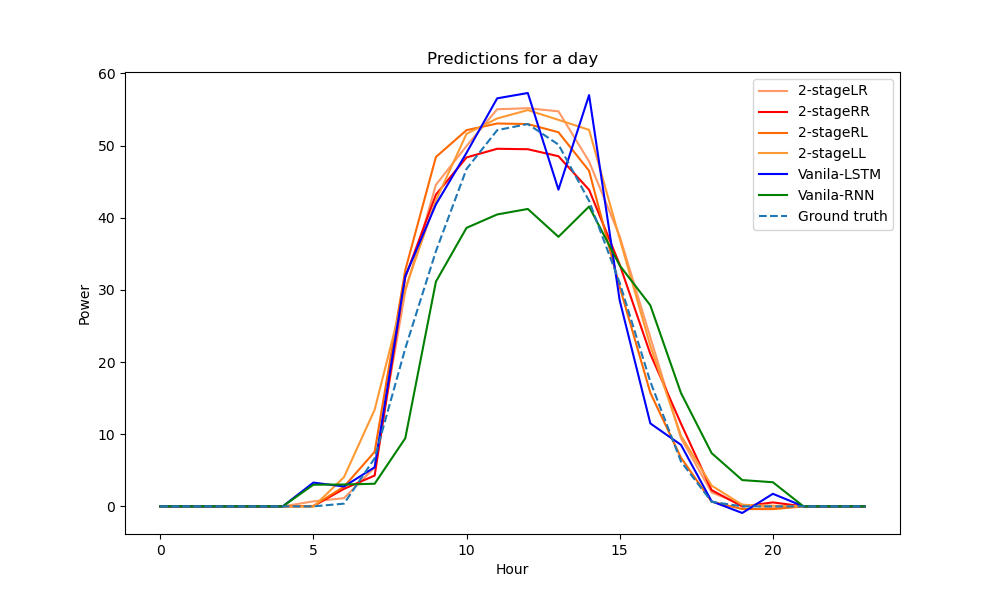 Predictions for a day
60
50
40
30
20
10
0
Power
0 5 10 15 20
Hour
2-stageLR
2-stageRR
2-stageRL
2-stageLL
Vanila-LSTM
Vanila-RNN
Ground truth